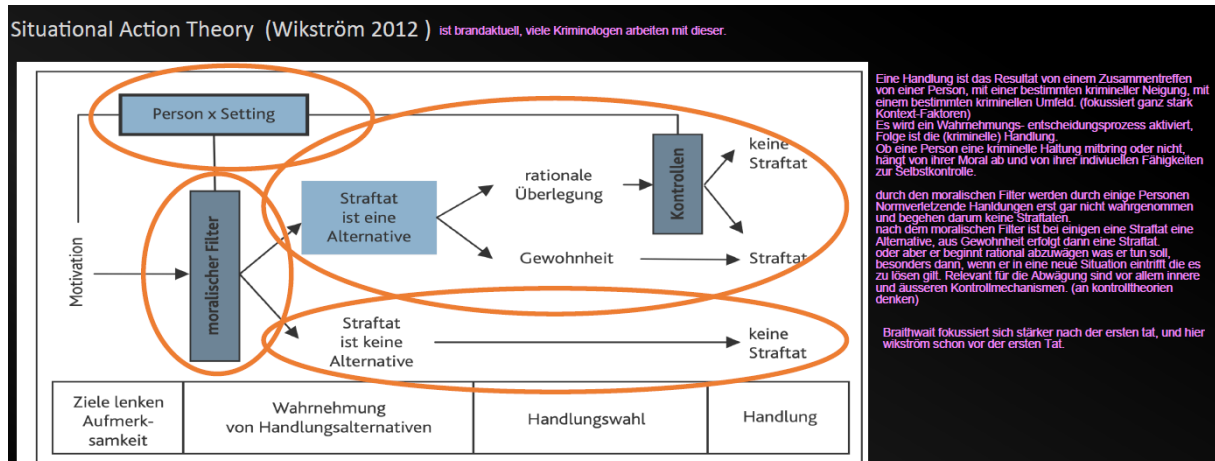 Situational Action Theory (Wikström 2012 ) ist brandaktuell, viele Kriminologen arbeiten mit dieser.
Person x Setting
Motivation
moralischer Filter
Straftat
ist eine
Alternative
rationale
Überlegung
Gewohnheit
Kontrollen
keine
Straftat
Straftat
Straftat
ist keine
Alternative
keine
Straftat
Ziele lenken
Aufmerk-
samkeit
Wahrnehmung
von Handlungsalternativen
Handlungswahl
Handlung
Eine Handlung ist das Resultat von einem Zusammentreffen
von einer Person, mit einer bestimmten krimineller Neigung, mit
einem bestimmten kriminellen Umfeld. (fokussiert ganz stark
Kontext-Faktoren)
Es wird ein Wahrnehmungs- entscheidungsprozess aktiviert,
Folge ist die (kriminelle) Handlung.
Ob eine Person eine kriminelle Haltung mitbring oder nicht,
hängt von ihrer Moral ab und von ihrer indiviuellen Fähigkeiten
zur Selbstkontrolle.
durch den moralischen Filter werden durch einige Personen
Normverletzende Hanldungen erst gar nicht wahrgenommen
und begehen darum keine Straftaten.
nach dem moralischen Filter ist bei einigen eine Straftat eine
Alternative, aus Gewohnheit erfolgt dann eine Straftat.
oder aber er beginnt rational abzuwägen was er tun soll,
besonders dann, wenn er in eine neue Situation eintrifft die es
zu lösen gilt. Relevant für die Abwägung sind vor allem innere
und äusseren Kontrollmechanismen. (an kontrolltheorien
denken)
Braithwait fokussiert sich stärker nach der ersten tat, und hier
wikström schon vor der ersten Tat.